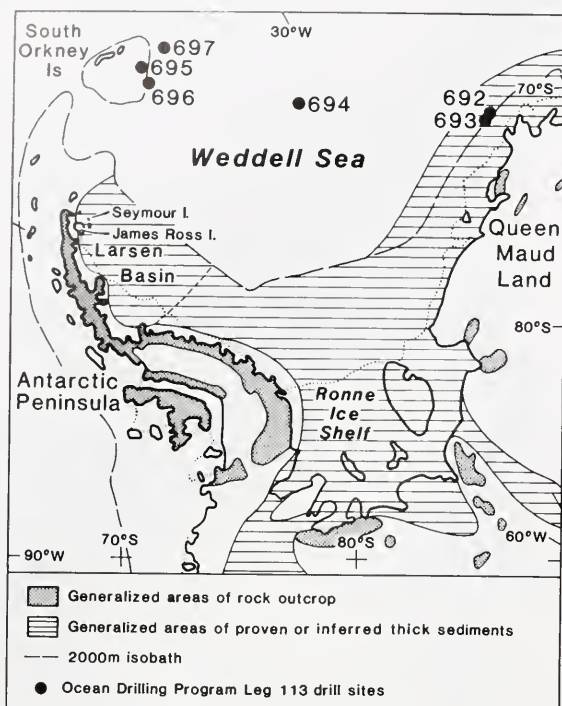 South
Orkney
Is
697
695
696
30°W
694
692
693
70°S
Weddell Sea
Seymour I.
James Ross I.
Larsen
Basin
Queen
Maud
Land
80°S
Antarctic
Peninsula
Ronne
Ice
Shelf
90°W
70°S
80°S
60°W
Generalized areas of rock outcrop
Generalized areas of proven or inferred thick sediments
2000m isobath
Ocean Drilling Program Leg 113 drill sites